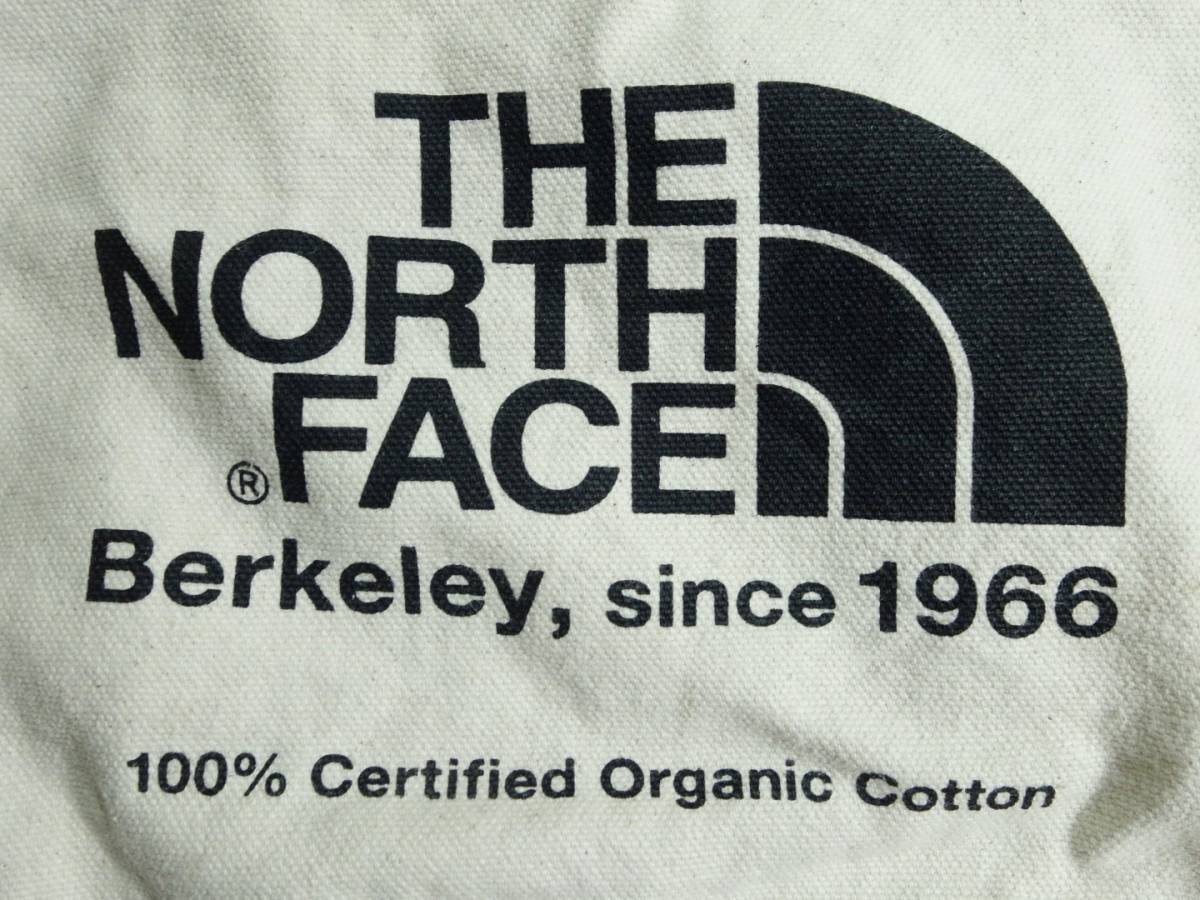 THE
NORTH
® FACE
Berkeley, since 1966
100% Certified Organic Cotton